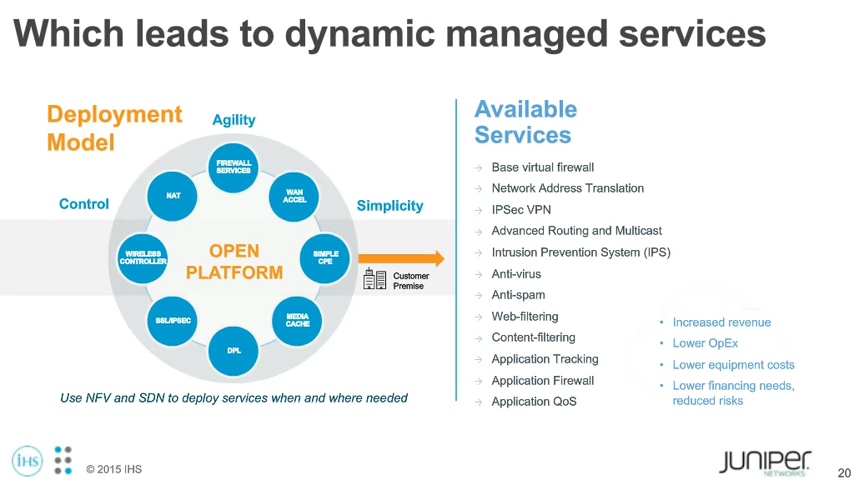 Which leads to dynamic managed services
Deployment
Model
Agility
Control
Simplicity
FIREWALL
SERVICES
WAN
ACCEL
SIMPLE
CPE
MEDIA
CACHE
DPL
SSL/IPSEC
WIRELESS
CONTROLLER
NAT
OPEN
PLATFORM
Customer
Premise
Use NFV and SDN to deploy services when and where needed
Available
Services
→ Base virtual firewall
→ Network Address Translation
→ IPSec VPN
→ Advanced Routing and Multicast
→ Intrusion Prevention System (IPS)
→ Anti-virus
→ Anti-spam
→ Web-filtering
→ Content-filtering
→ Application Tracking
→ Application Firewall
→ Application QoS
• Increased revenue
• Lower OpEx
• Lower equipment costs
• Lower financing needs,
reduced risks
iHS
© 2015 IHS
JUNIPER
NETWORKS
20